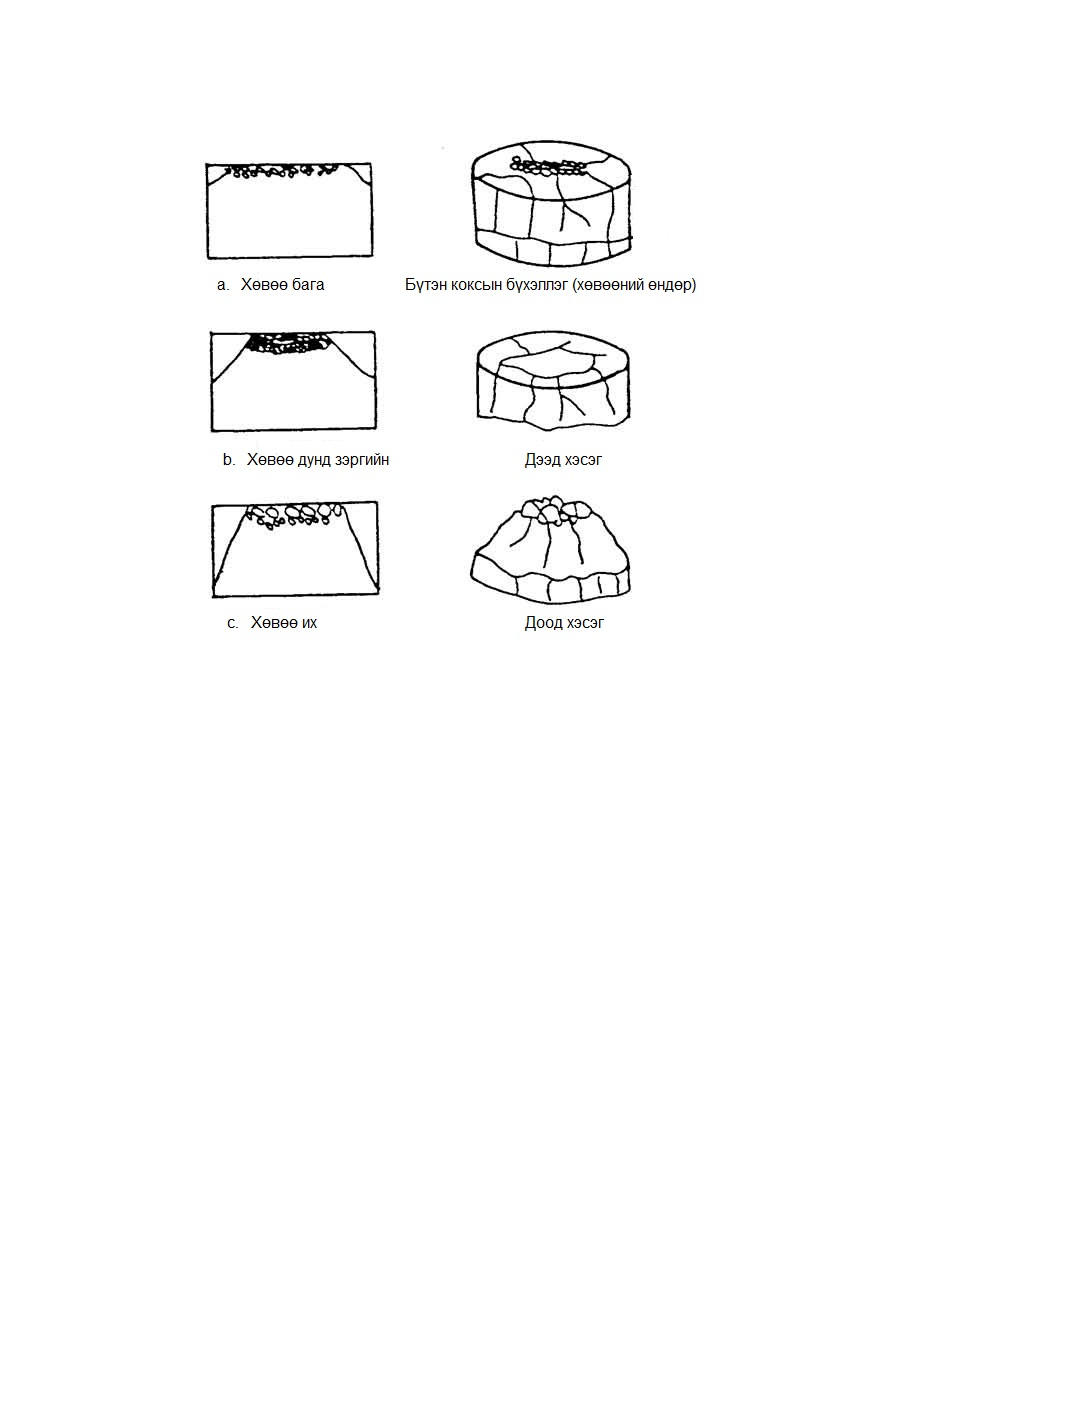 a. Хөвөө бага
Бүтэн коксын бүхэллэг (хөвөөний өндөр)
b. Хөвөө дунд зэргийн
Дээд хэсэг
c. Хөвөө их
Доод хэсэг